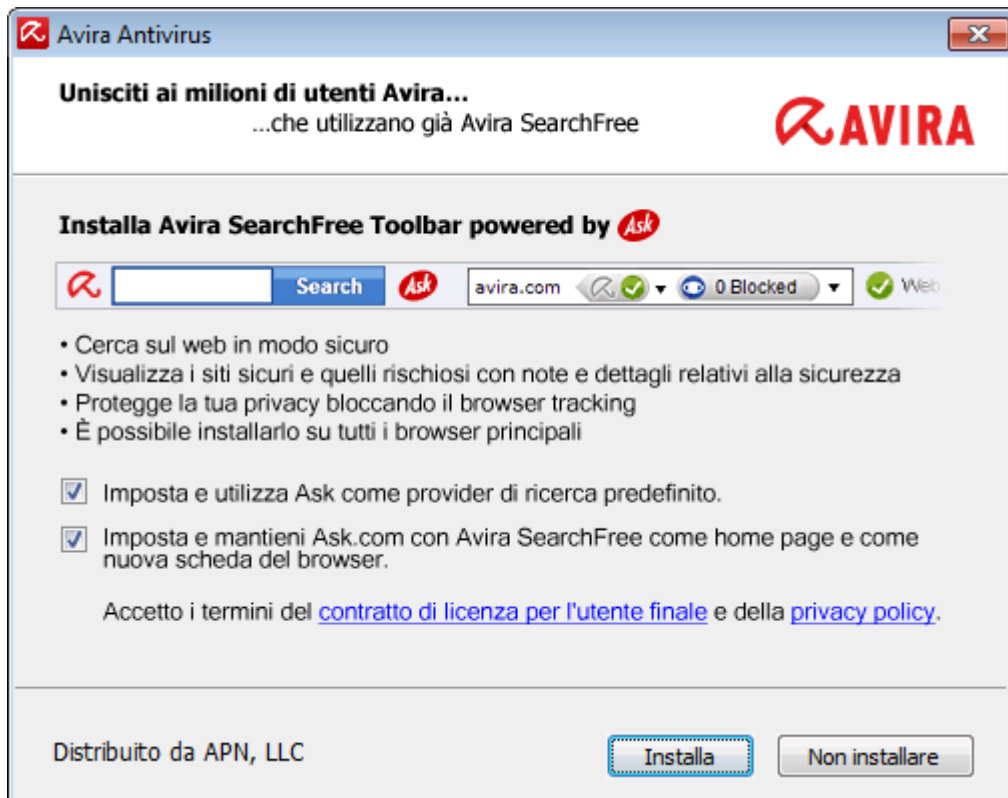 Avira Antivirus
Unisciti ai milioni di utenti Avira...
...che utilizzano già Avira SearchFree
AVIRA
Installa Avira SearchFree Toolbar powered by Ask
Search Ask avira.com 0 Blocked Web
• Cerca sul web in modo sicuro
• Visualizza i siti sicuri e quelli rischiosi con note e dettagli relativi alla sicurezza
• Protegge la tua privacy bloccando il browser tracking
• È possibile installarlo su tutti i browser principali
Imposta e utilizza Ask come provider di ricerca predefinito.
Imposta e mantieni Ask.com con Avira SearchFree come home page e come
nuova scheda del browser.
Accetto i termini del contratto di licenza per l'utente finale e della privacy policy.
Distribuito da APN, LLC
Installa
Non installare